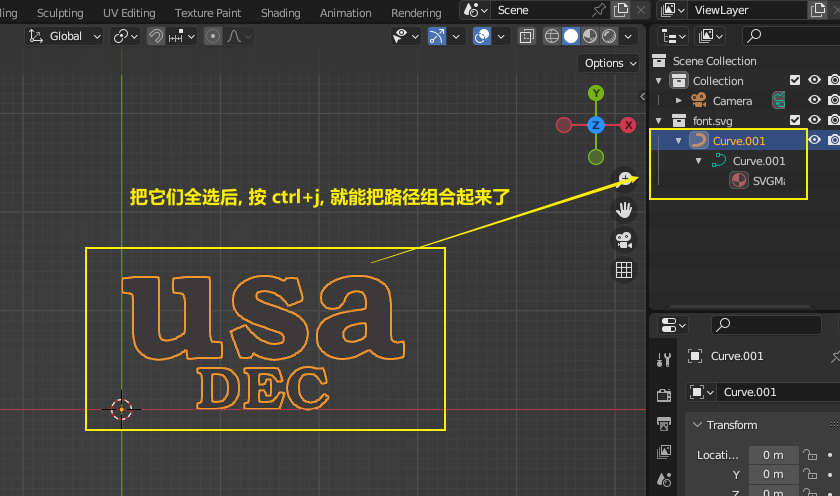 ling Sculpting UV Editing Texture Paint Shading Animation Rendering Scene ViewLayer
Global
Options
Scene Collection
Collection
Camera
font.svg
Curve.001
Curve.001
SVGMa
Y
Z
X
把它们全选后, 按 ctrl+j, 就能把路径组合起来了
usa
DEC
Curve.001
Curve.001
Transform
Locati... 0 m
Y 0 m
Z 0 m